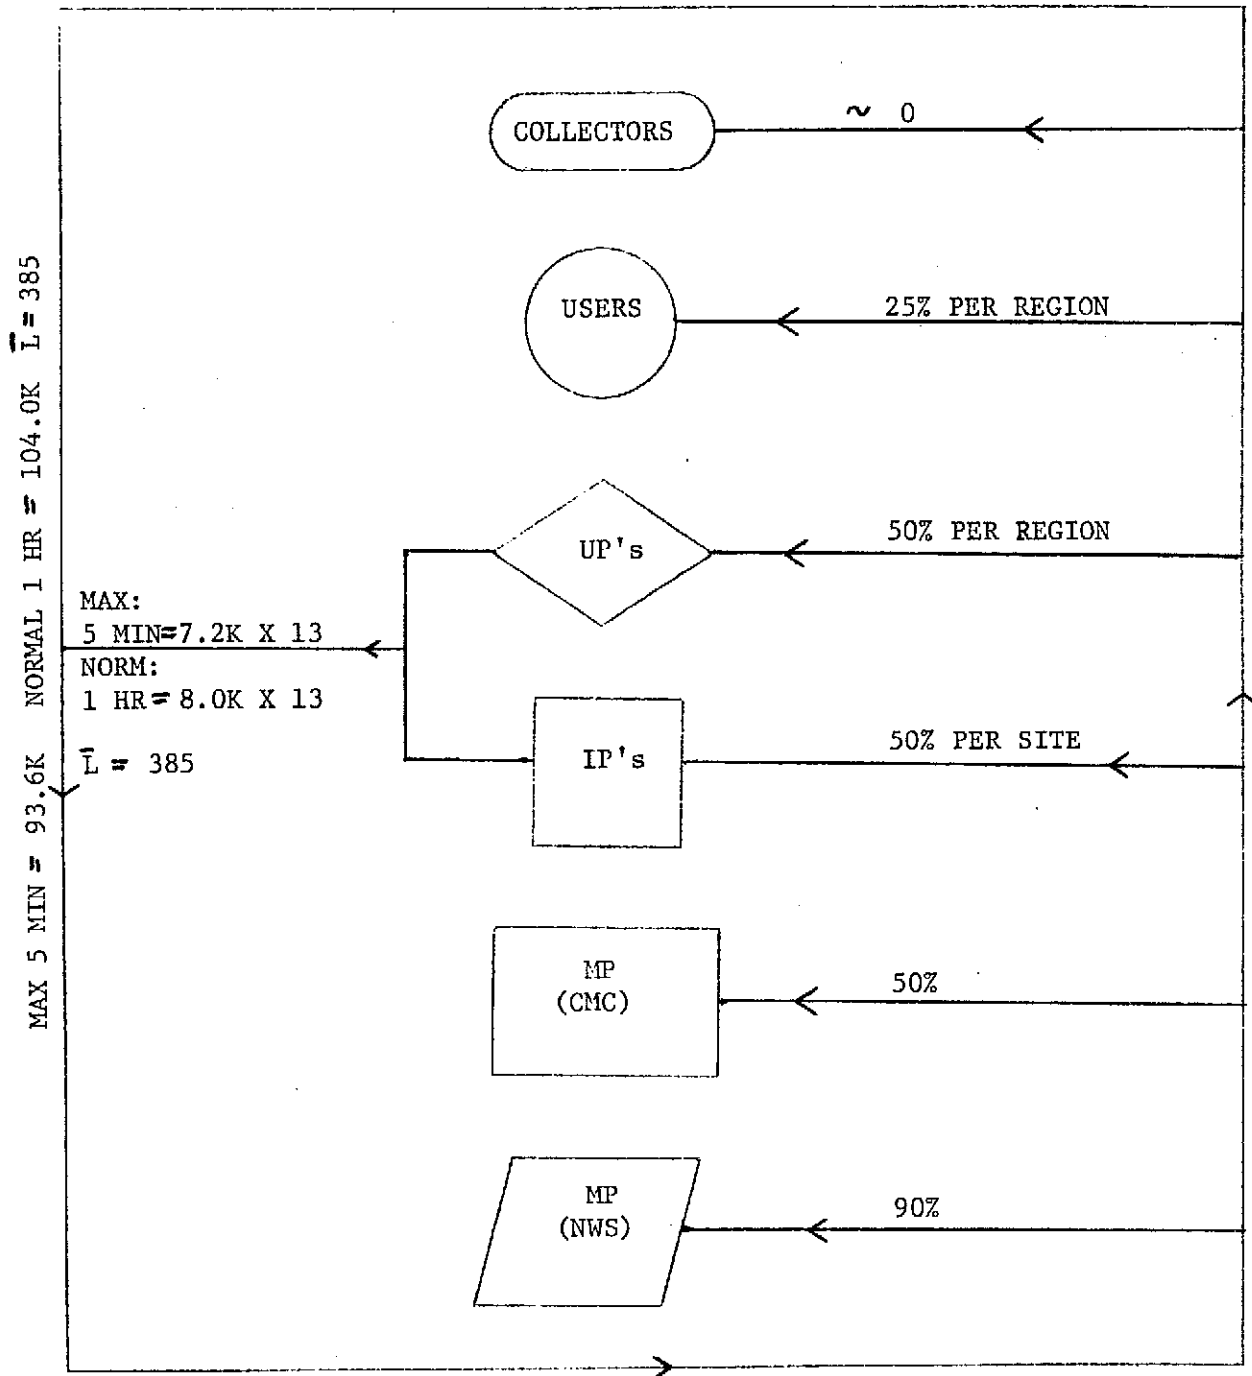 COLLECTORS
~ 0
USERS
25% PER REGION
UP's
50% PER REGION
MAX:
5 MIN=7.2K X 13
NORM:
1 HR=8.0K X 13
L̅ = 385
IP's
50% PER SITE
MP
(CMC)
50%
MP
(NWS)
90%
MAX 5 MIN = 93.6K NORMAL 1 HR = 104.0K L̅ = 385